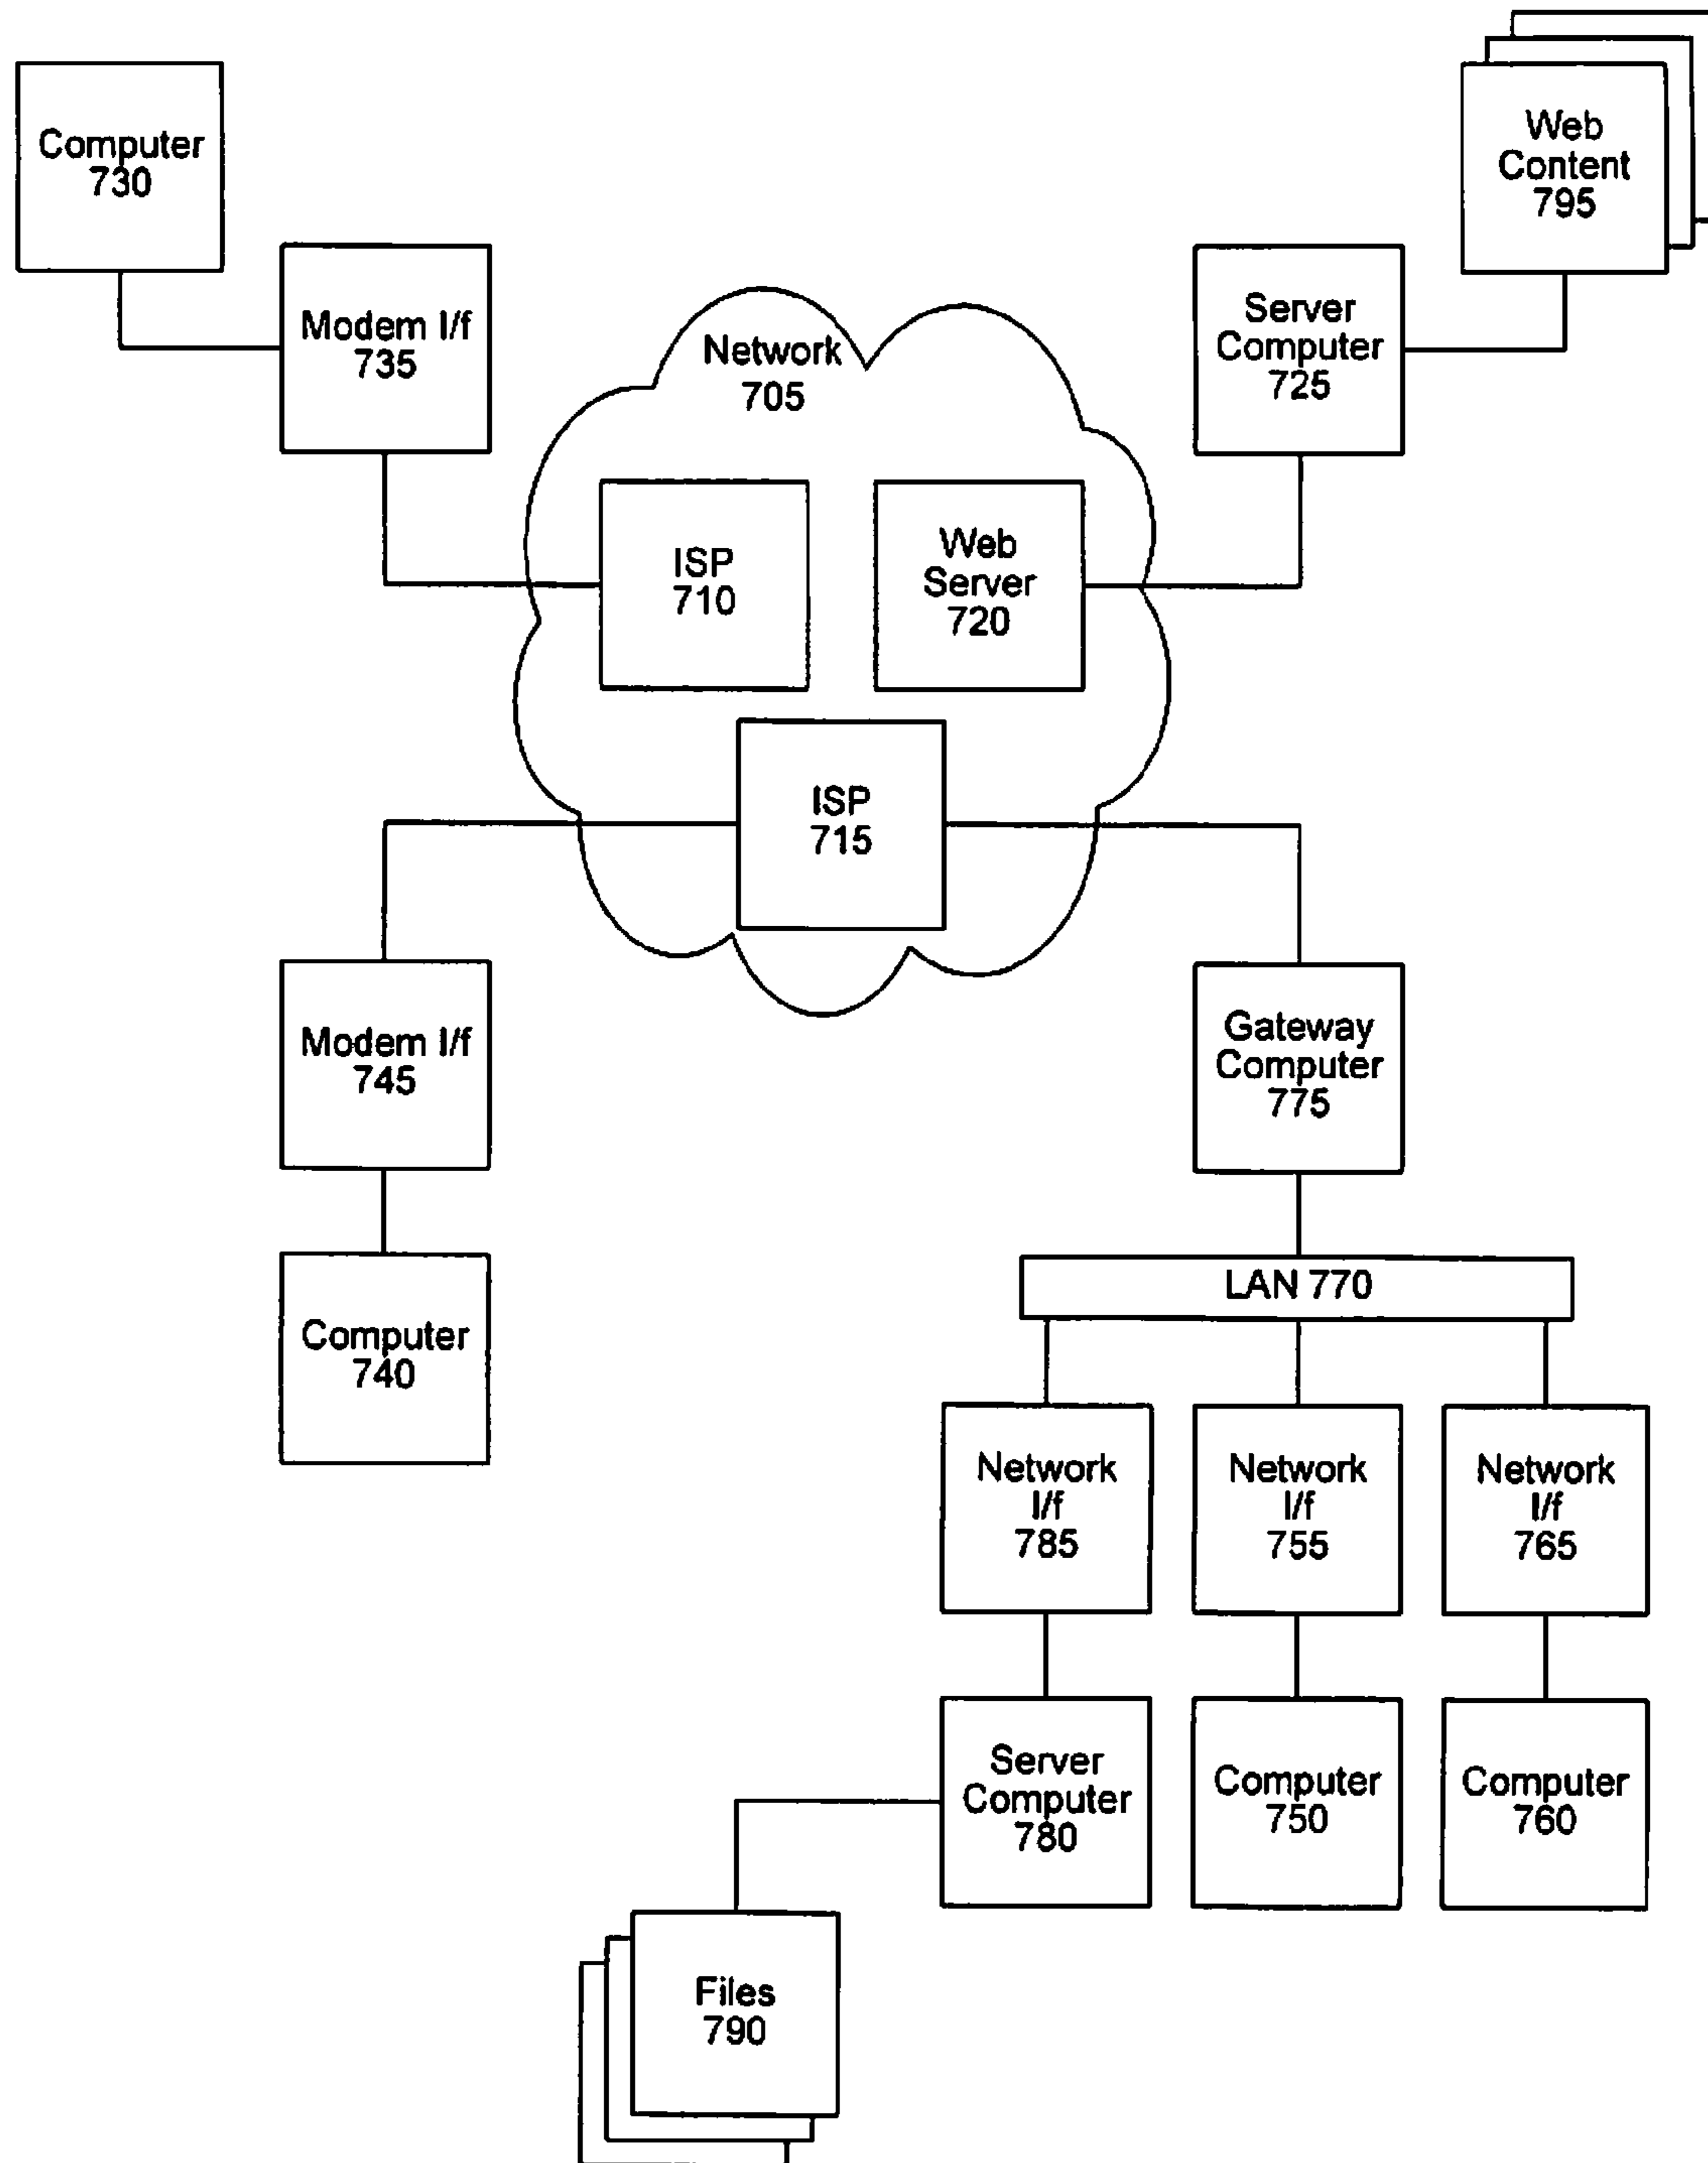 Computer
730
Web
Content
795
Modem I/f
735
Network
705
Server
Computer
725
ISP
710
Web
Server
720
ISP
715
Modem I/f
745
Gateway
Computer
775
Computer
740
LAN 770
Network
I/f
785
Network
I/f
755
Network
I/f
765
Server
Computer
780
Computer
750
Computer
760
Files
790